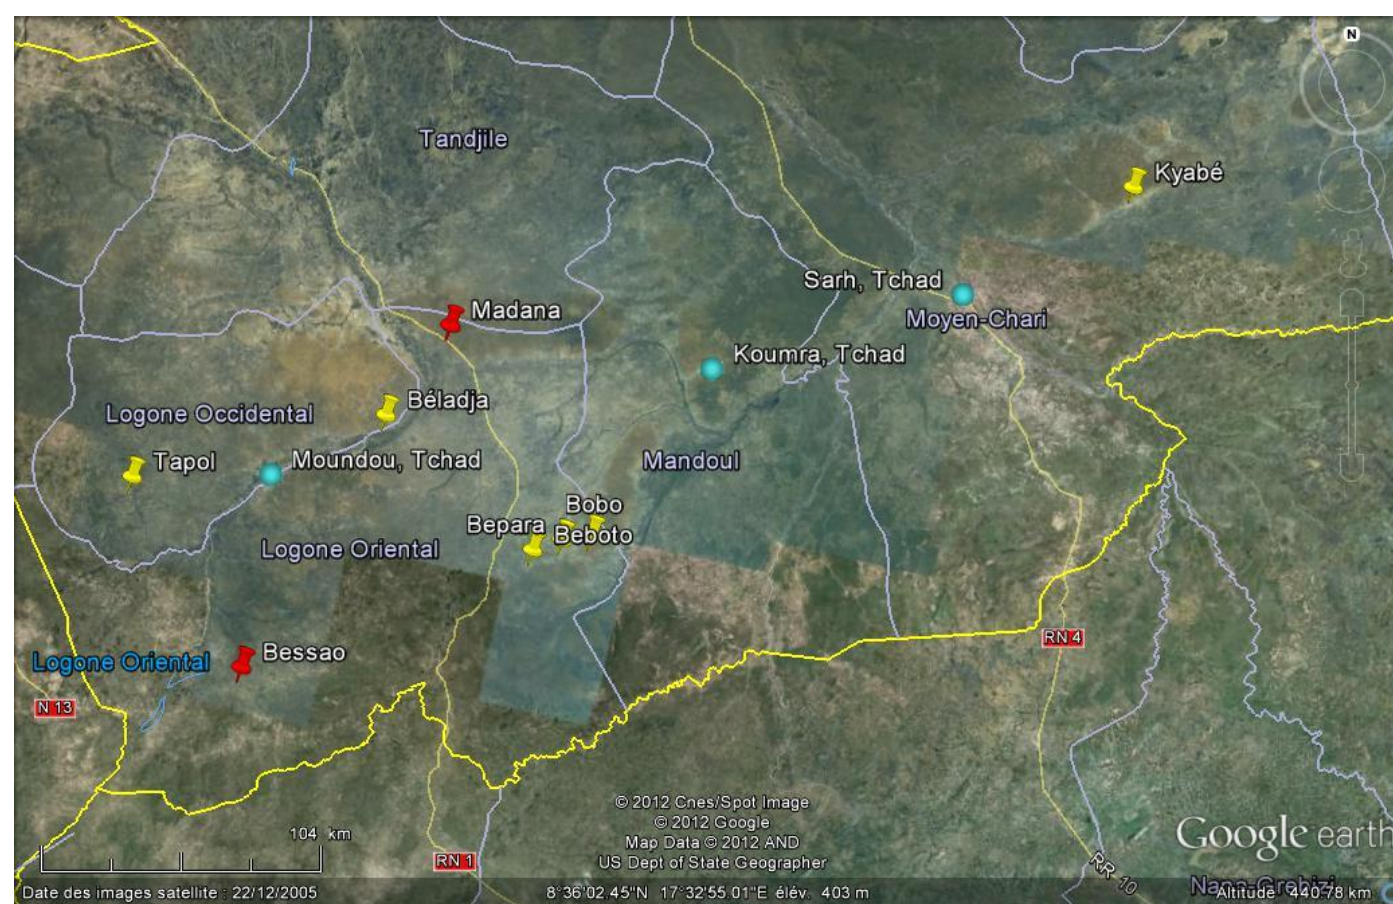 N
Tandjile
Kyabé
Sarh, Tchad
Madana
Moyen-Chari
Koumra, Tchad
Béladja
Logone Occidental
Tapol
Moundou, Tchad
Mandoul
Bobo
Bepara
Beboto
Logone Oriental
RN 4
Bessao
Logone Oriental
N 13
104 km
© 2012 Cnes/Spot Image
© 2012 Google
Map Data © 2012 AND
US Dept of State Geographer
Google earth
RN 1
RR 10
Nana-Grebizi
Date des images satellite : 22/12/2005
8°36'02.45"N 17°32'55.01"E élév. 403 m
Altitude 440.78 km